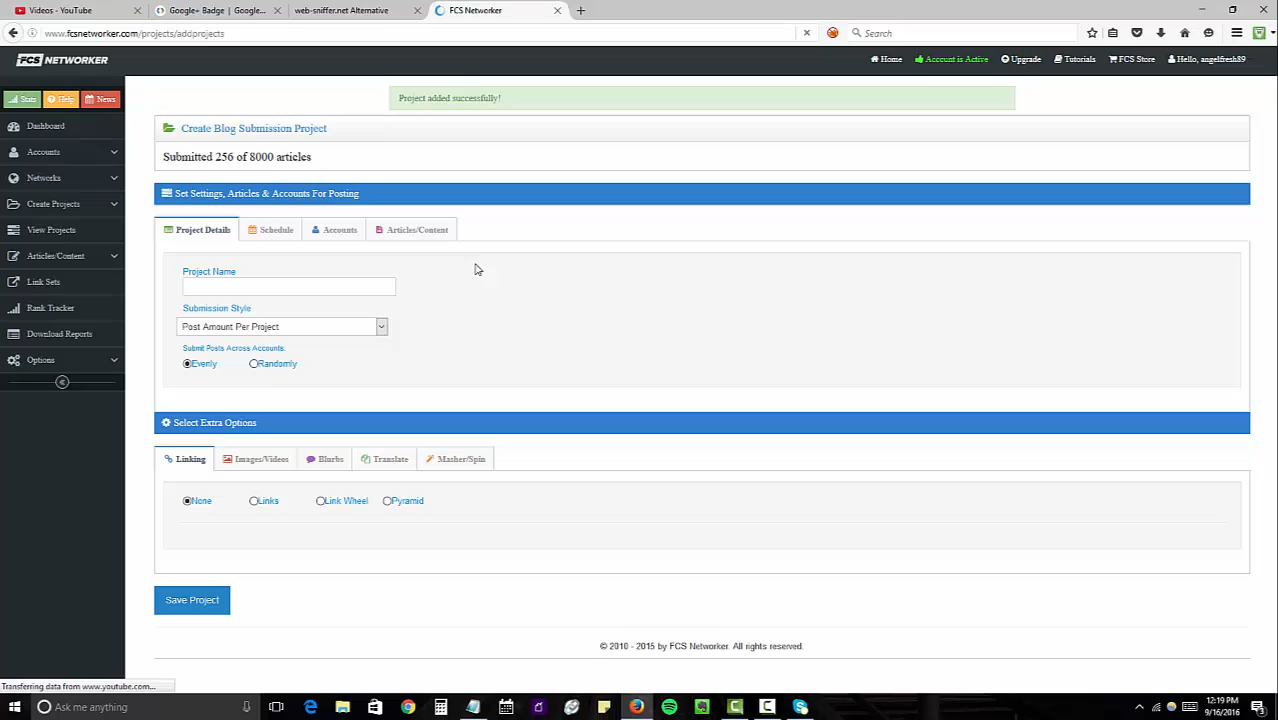 Videos - YouTube
Google+ Badge | Google...
web-sniffer.net Alternative
FCS Networker
www.fcsnetworker.com/projects/addprojects
Search
FCS NETWORKER
Home
Account is Active
Upgrade
Tutorials
FCS Store
Hello, angelfresh89
Stats
Help
News
Dashboard
Accounts
Networks
Create Projects
View Projects
Articles/Content
Link Sets
Rank Tracker
Download Reports
Options
Project added successfully!
Create Blog Submission Project
Submitted 256 of 8000 articles
Set Settings, Articles & Accounts For Posting
Project Details
Schedule
Accounts
Articles/Content
Project Name
Submission Style
Post Amount Per Project
Submit Posts Across Accounts.
Evenly
Randomly
Select Extra Options
Linking
Images/Videos
Blurbs
Translate
Masher/Spin
None
Links
Link Wheel
Pyramid
Save Project
© 2010 - 2015 by FCS Networker. All rights reserved.
Transferring data from www.youtube.com...
Ask me anything
12:19 PM
9/16/2016